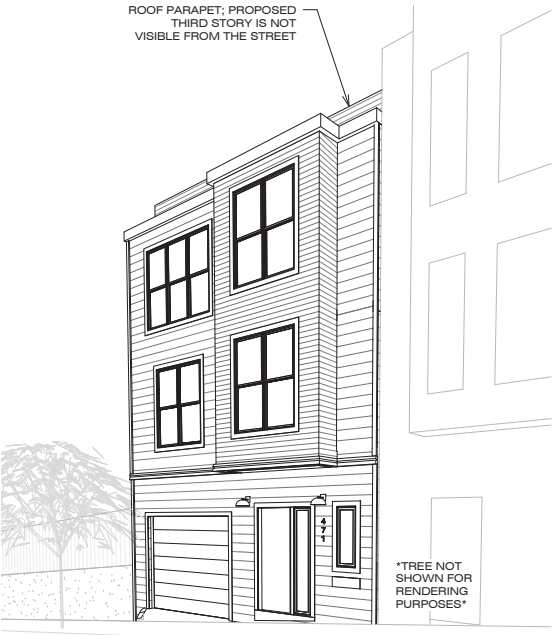 ROOF PARAPET; PROPOSED
THIRD STORY IS NOT
VISIBLE FROM THE STREET
4
7
1
*TREE NOT
SHOWN FOR
RENDERING
PURPOSES*